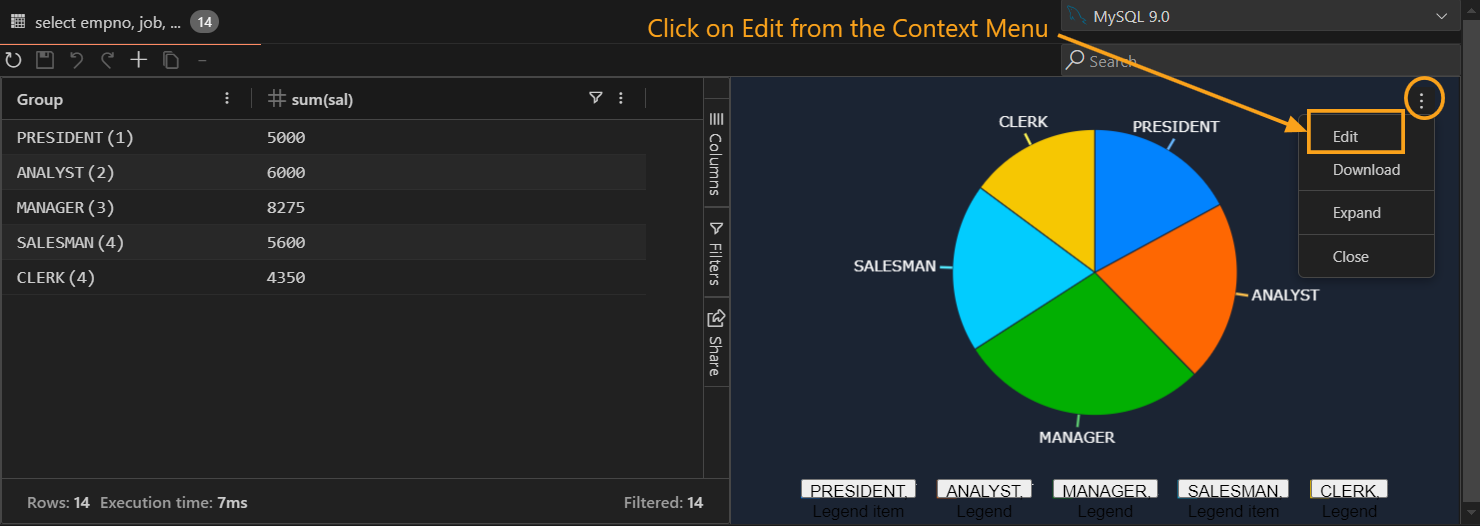 select empno, job, ... 14
MySQL 9.0
Click on Edit from the Context Menu
Search
Group
sum(sal)
PRESIDENT (1) 5000
ANALYST (2) 6000
MANAGER (3) 8275
SALESMAN (4) 5600
CLERK (4) 4350
Columns
Filters
Share
CLERK
PRESIDENT
SALESMAN
ANALYST
MANAGER
Edit
Download
Expand
Close
PRESIDENT, ANALYST, MANAGER, SALESMAN, CLERK,
Legend item Legend Legend Legend item Legend
Rows: 14 Execution time: 7ms Filtered: 14